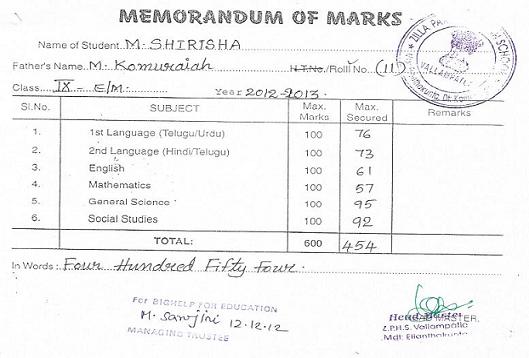 MEMORANDUM OF MARKS
Name of Student M. SHIRISHA
Father's Name M. Komuraiah H.T.No./Roll No (11)
Class IX - E/M. Year 2012-2013.
Sl.No. SUBJECT Max. Marks Max. Secured Remarks
1. 1st Language (Telugu/Urdu) 100 76
2. 2nd Language (Hindi/Telugu) 100 73
3. English 100 61
4. Mathematics 100 57
5. General Science 100 95
6. Social Studies 100 92
TOTAL: 600 454
In Words : Four Hundred Fifty Four.
For BIGHELP FOR EDUCATION
M. Sarojini 12.12.12
MANAGING TRUSTEE
Z.P.H.S. Vallampatla
Mdl: Ellanthakunta